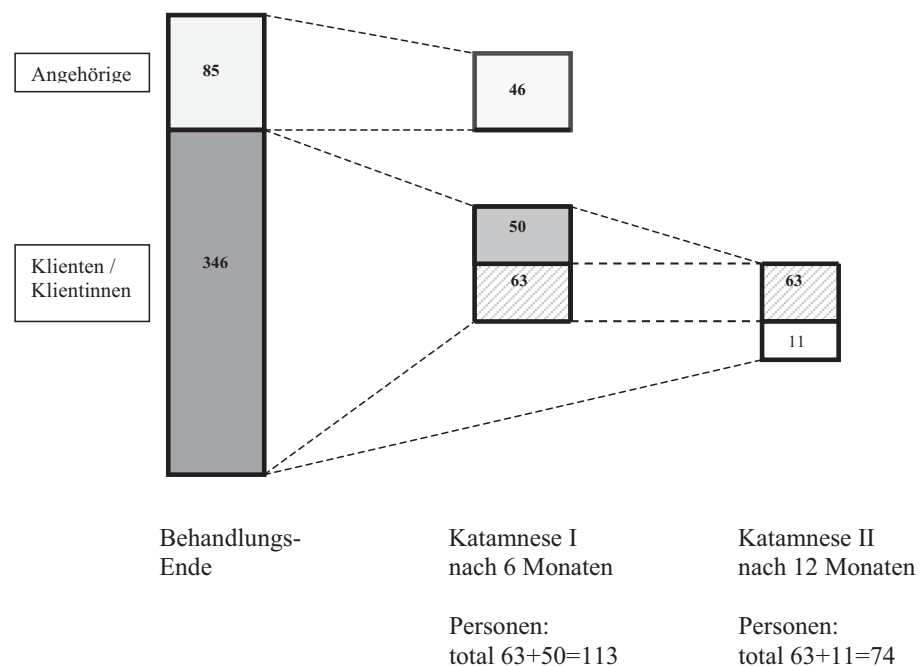 Angehörige
85
46
Klienten /
Klientinnen
346
50
63
63
11
Behandlungs-
Ende
Katamnese I
nach 6 Monaten
Personen:
total 63+50=113
Katamnese II
nach 12 Monaten
Personen:
total 63+11=74